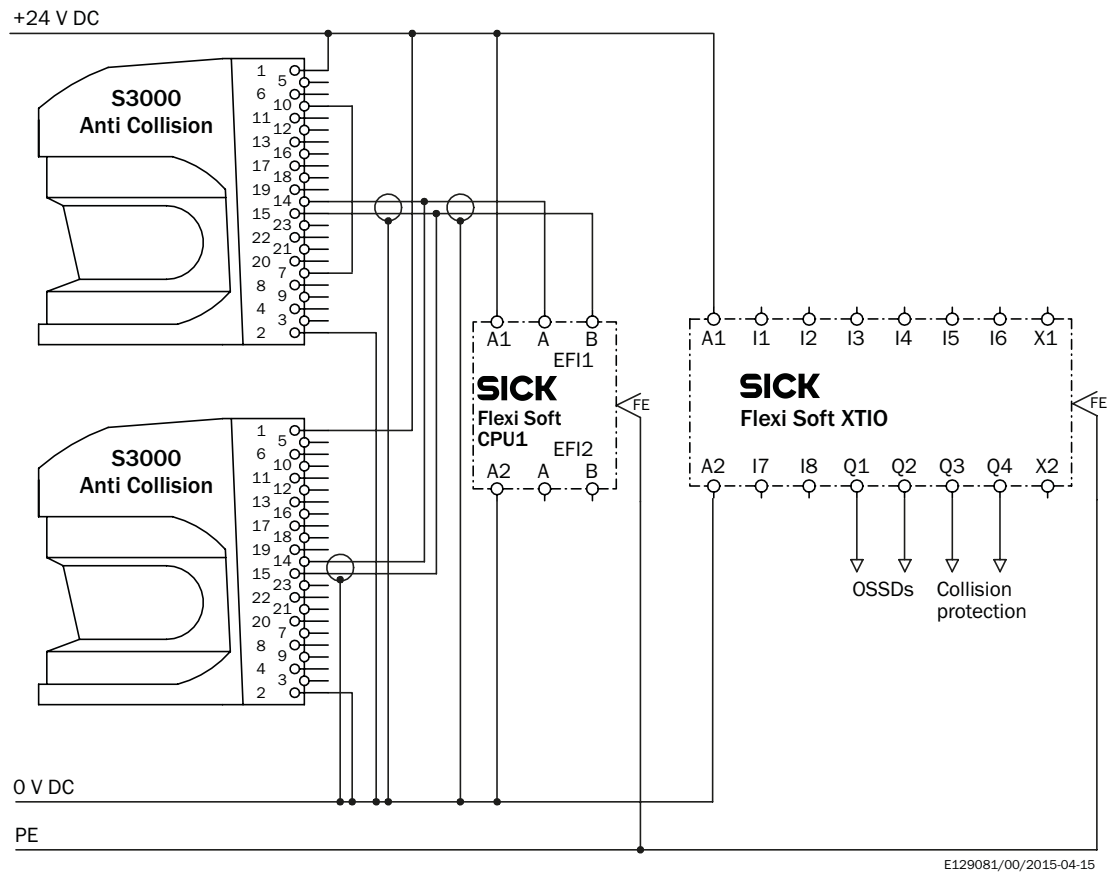 +24 V DC
S3000
Anti Collision
1
5
6
10
11
12
13
16
17
18
19
14
15
23
22
21
20
7
8
9
4
3
2
A1 A B
EFI1
SICK
Flexi Soft
CPU1
EFI2
A2 A B
FE
A1 I1 I2 I3 I4 I5 I6 X1
SICK
Flexi Soft XTIO
A2 I7 I8 Q1 Q2 Q3 Q4 X2
FE
OSSDs
Collision
protection
S3000
Anti Collision
1
5
6
10
11
12
13
16
17
18
19
14
15
23
22
21
20
7
8
9
4
3
2
0 V DC
PE
E129081/00/2015-04-15